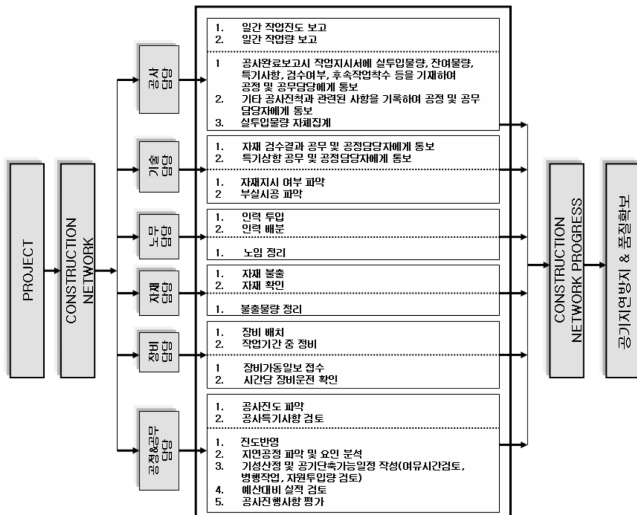 PROJECT
CONSTRUCTION
NETWORK
공사
담당
1. 일간 작업진도 보고
2. 일간 작업량 보고
1 공사완료보고시 작업지시서에 실투입물량, 잔여물량,
특기사항, 검수여부, 후속작업착수 등을 기재하여
공정 및 공무담당에게 통보
2. 기타 공사진척과 관련된 사항을 기록하여 공정 및 공무
담당자에게 통보
3. 실투입물량 자체집계
기술
담당
1. 자재 검수결과 공무 및 공정담당자에게 통보
2. 특기상항 공무 및 공정담당자에게 통보
1. 자재지시 여부 파악
2 부실시공 파악
노무
담당
1. 인력 투입
2. 인력 배분
1. 노임 정리
자재
담당
1. 자재 불출
2. 자재 확인
1. 불출물량 정리
장비
담당
1. 장비 배치
2. 작업기간 중 정비
1 장비가동일보 접수
2. 시간당 장비운전 확인
공정&공무
담당
1. 공사진도 파악
2. 공사특기사항 검토
1. 진도반영
2. 지연공정 파악 및 요인 분석
3. 기성산정 및 공기단축가능일정 작성(여유시간검토,
병행작업, 자원투입량 검토)
4. 예산대비 실적 검토
5. 공사진행사항 평가
CONSTRUCTION
NETWORK PROGRESS
공기지연방지 & 품질확보